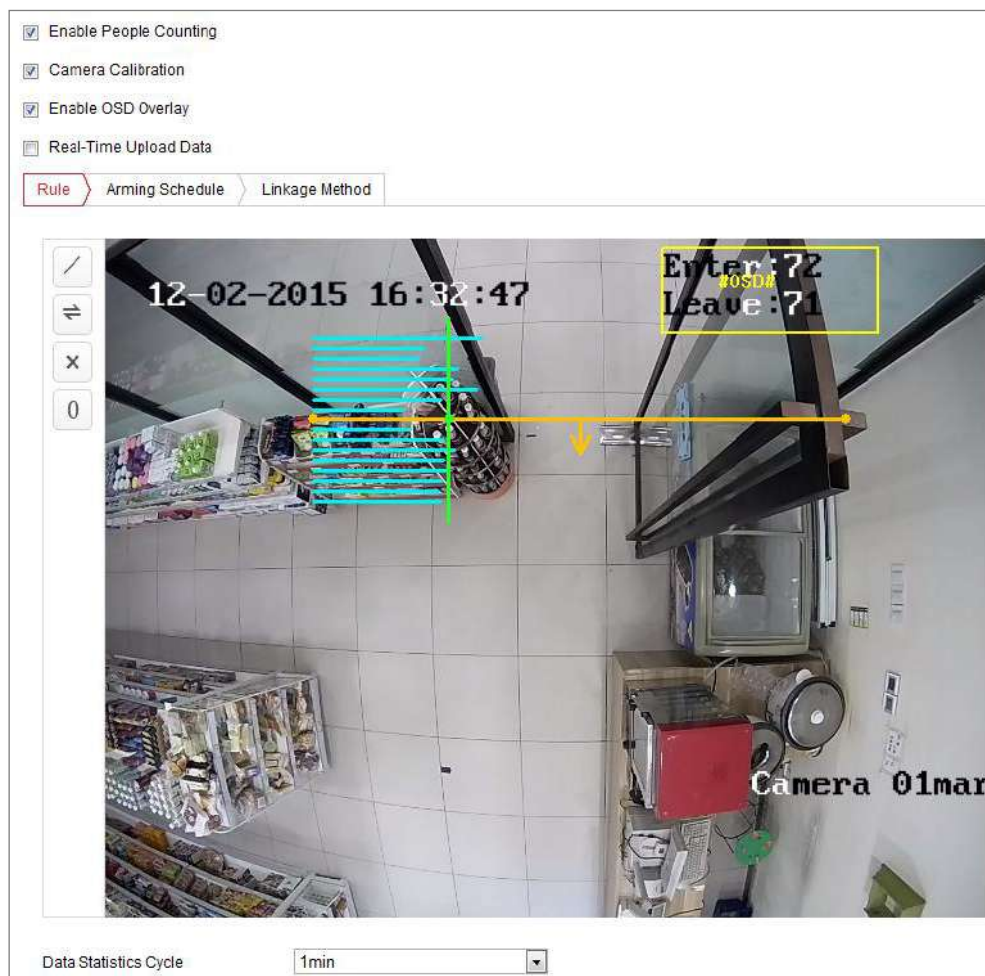 Enable People Counting
Camera Calibration
Enable OSD Overlay
Real-Time Upload Data
Rule Arming Schedule Linkage Method
12-02-2015 16:32:47
Enter:72
#OSD#
Leave:71
0
Camera 01mar
Data Statistics Cycle 1min